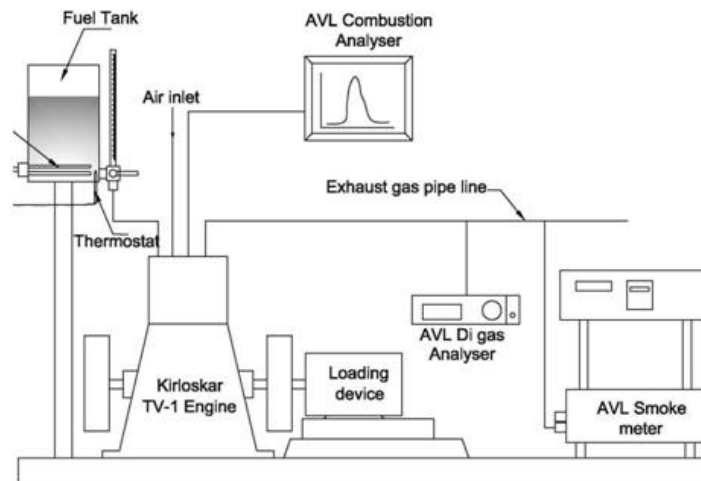 Fuel Tank
AVL Combustion
Analyser
Air inlet
Exhaust gas pipe line
Thermostat
AVL Di gas
Analyser
Kirloskar
TV-1 Engine
Loading
device
AVL Smoke
meter